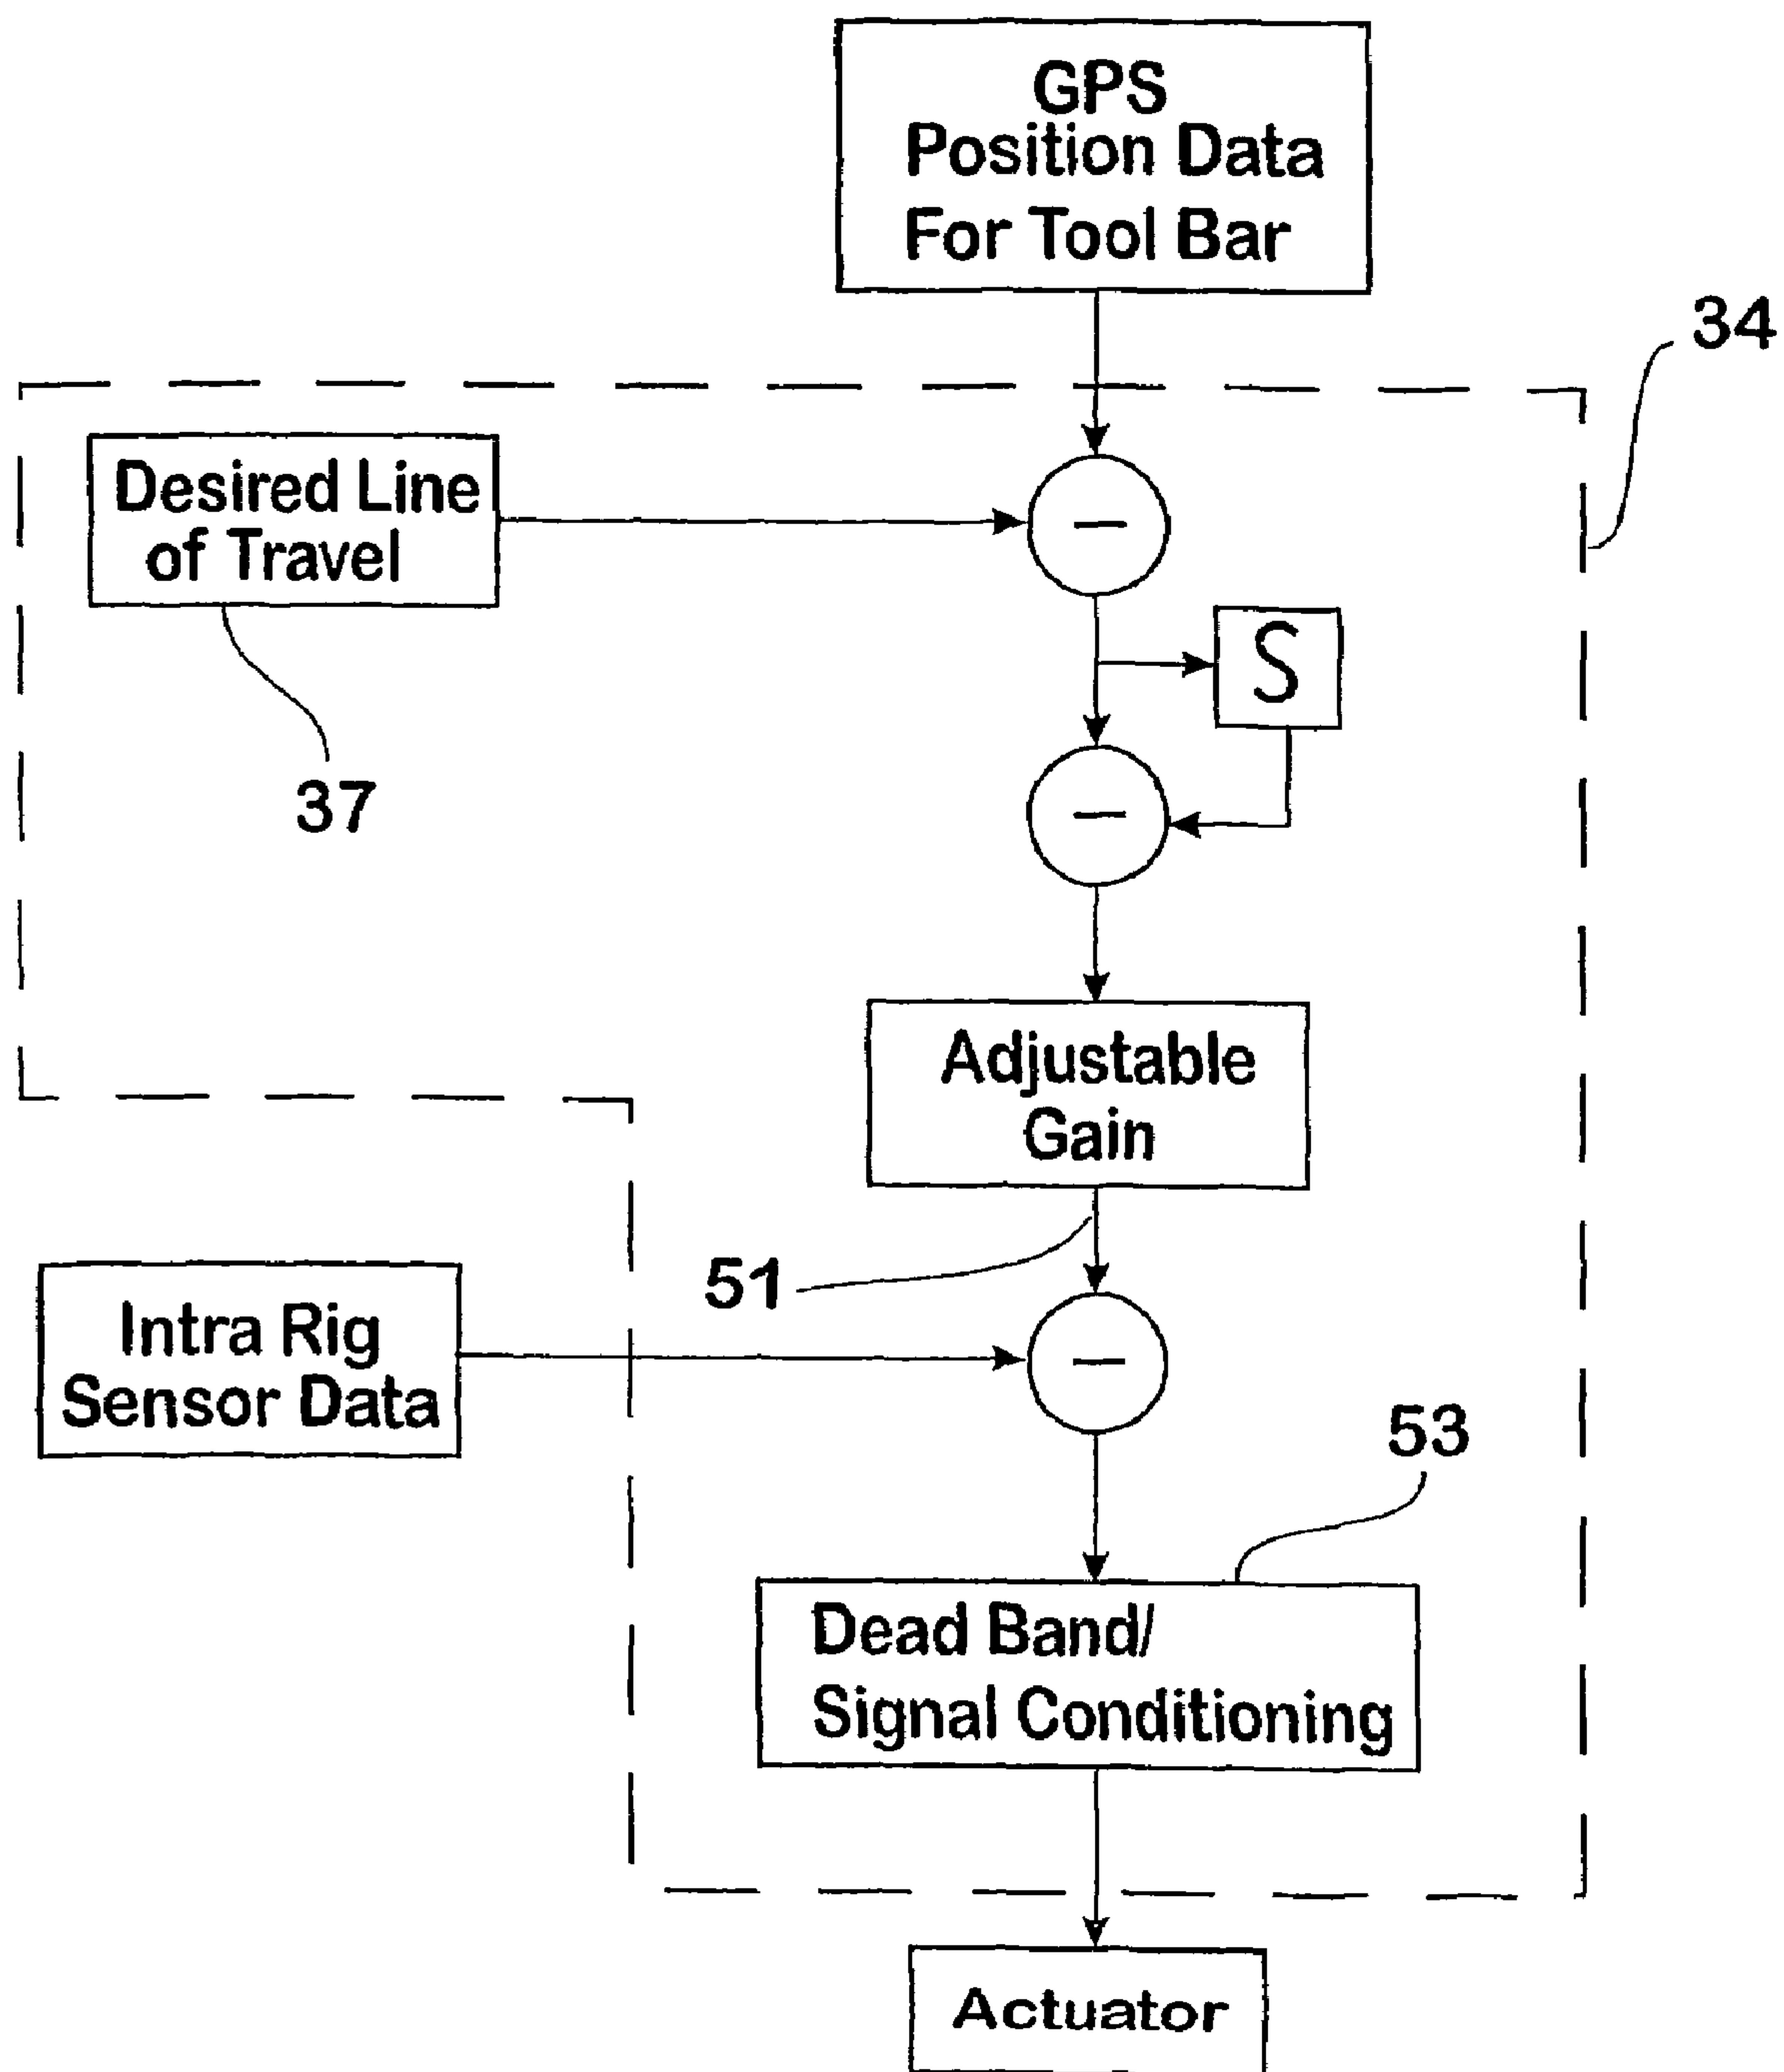 GPS
Position Data
For Tool Bar
34
Desired Line
of Travel
–
S
37
–
Adjustable
Gain
51
Intra Rig
Sensor Data
–
53
Dead Band/
Signal Conditioning
Actuator